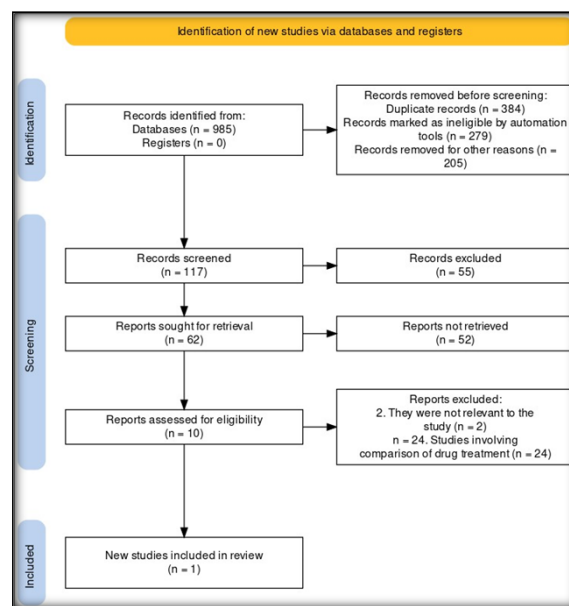 Identification of new studies via databases and registers
Identification
Records identified from:
Databases (n = 985)
Registers (n = 0)
Records removed before screening:
Duplicate records (n = 384)
Records marked as ineligible by automation
tools (n = 279)
Records removed for other reasons (n =
205)
Screening
Records screened
(n = 117)
Records excluded
(n = 55)
Reports sought for retrieval
(n = 62)
Reports not retrieved
(n = 52)
Reports assessed for eligibility
(n = 10)
Reports excluded:
2. They were not relevant to the
study (n = 2)
n = 24. Studies involving
comparison of drug treatment (n = 24)
Included
New studies included in review
(n = 1)